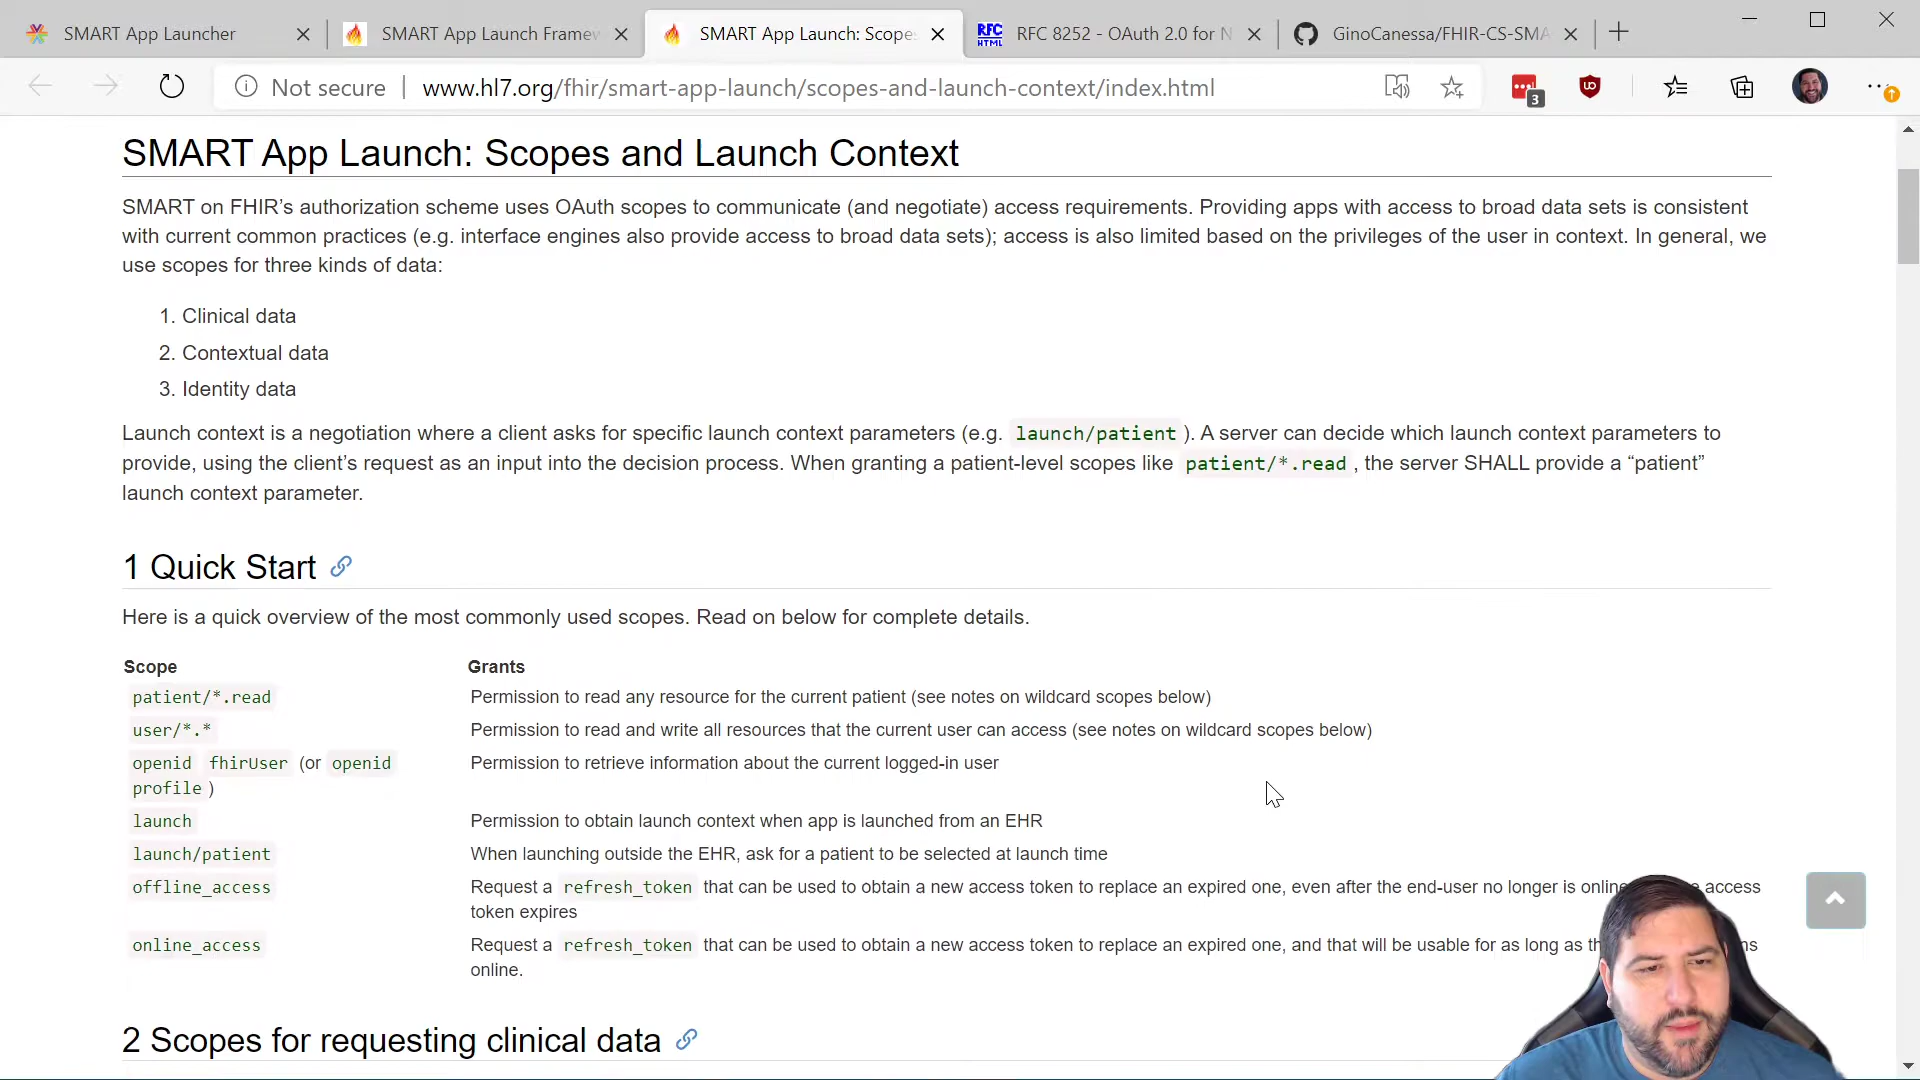 SMART App Launcher
SMART App Launch Framew
SMART App Launch: Scopes
RFC
HTML
RFC 8252 - OAuth 2.0 for N
GinoCanessa/FHIR-CS-SMA
Not secure
www.hl7.org/fhir/smart-app-launch/scopes-and-launch-context/index.html
3
SMART App Launch: Scopes and Launch Context
SMART on FHIR’s authorization scheme uses OAuth scopes to communicate (and negotiate) access requirements. Providing apps with access to broad data sets is consistent
with current common practices (e.g. interface engines also provide access to broad data sets); access is also limited based on the privileges of the user in context. In general, we
use scopes for three kinds of data:
1. Clinical data
2. Contextual data
3. Identity data
Launch context is a negotiation where a client asks for specific launch context parameters (e.g. launch/patient ). A server can decide which launch context parameters to
provide, using the client’s request as an input into the decision process. When granting a patient-level scopes like patient/*.read , the server SHALL provide a “patient”
launch context parameter.
1 Quick Start
Here is a quick overview of the most commonly used scopes. Read on below for complete details.
Scope Grants
patient/*.read Permission to read any resource for the current patient (see notes on wildcard scopes below)
user/*.* Permission to read and write all resources that the current user can access (see notes on wildcard scopes below)
openid fhirUser (or openid Permission to retrieve information about the current logged-in user
profile )
launch Permission to obtain launch context when app is launched from an EHR
launch/patient When launching outside the EHR, ask for a patient to be selected at launch time
offline_access Request a refresh_token that can be used to obtain a new access token to replace an expired one, even after the end-user no longer is online access
token expires
online_access Request a refresh_token that can be used to obtain a new access token to replace an expired one, and that will be usable for as long as
online.
2 Scopes for requesting clinical data